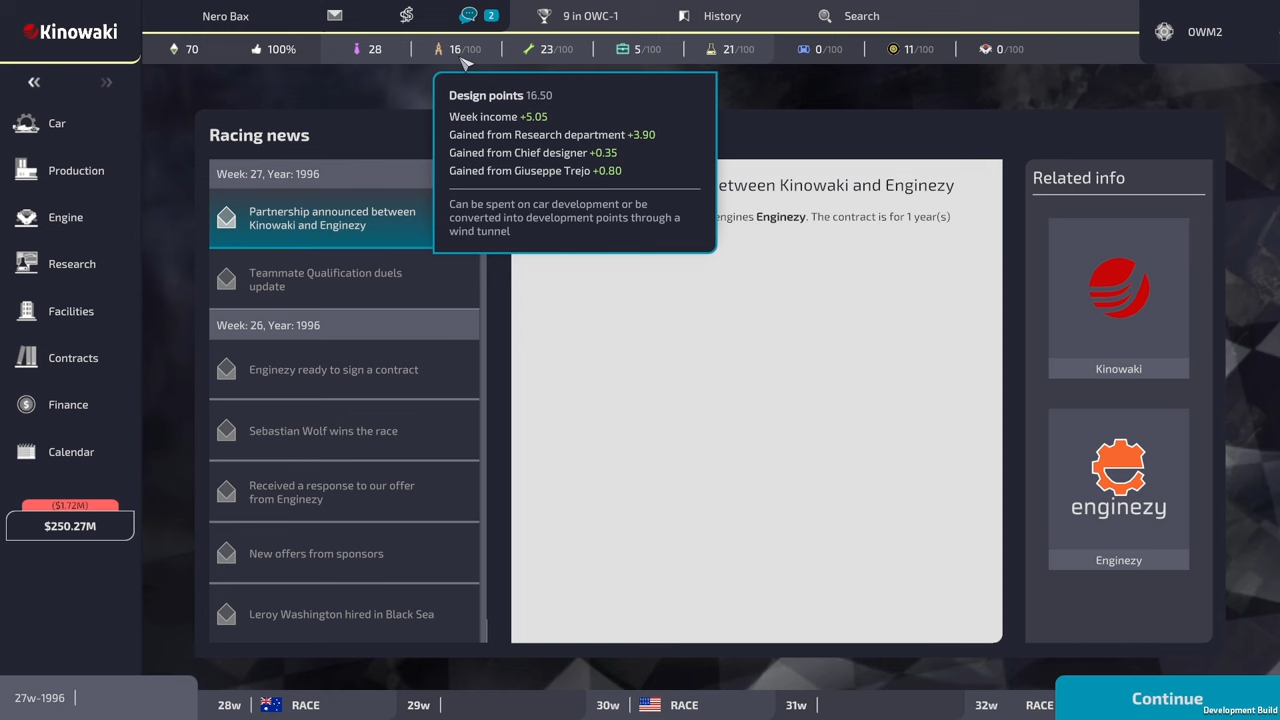 Kinowaki
Nero Bax
2
9 in OWC-1
History
Search
OWM2
70
100%
28
16/100
23/100
5/100
21/100
0/100
11/100
0/100
Car
Production
Engine
Research
Facilities
Contracts
Finance
Calendar
($1.72M)
$250.27M
Racing news
Week: 27, Year: 1996
Partnership announced between
Kinowaki and Enginezy
Teammate Qualification duels
update
Week: 26, Year: 1996
Enginezy ready to sign a contract
Sebastian Wolf wins the race
Received a response to our offer
from Enginezy
New offers from sponsors
Leroy Washington hired in Black Sea
Design points 16.50
Week income +5.05
Gained from Research department +3.90
Gained from Chief designer +0.35
Gained from Giuseppe Trejo +0.80
Can be spent on car development or be
converted into development points through a
wind tunnel
etween Kinowaki and Enginezy
engines Enginezy. The contract is for 1 year(s)
Related info
Kinowaki
enginezy
Enginezy
27w-1996
28w
RACE
29w
30w
RACE
31w
32w
RACE
Continue
Development Build